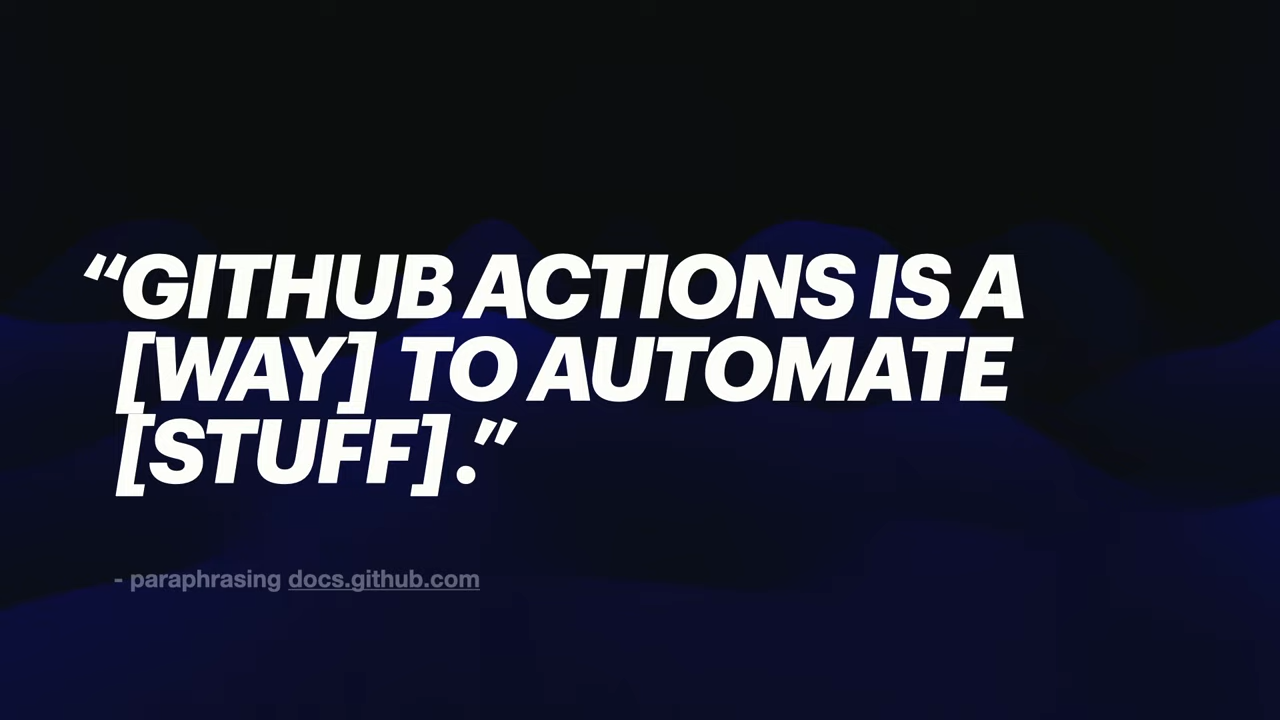 “GITHUB ACTIONS IS A
[WAY] TO AUTOMATE
[STUFF].”
- paraphrasing docs.github.com